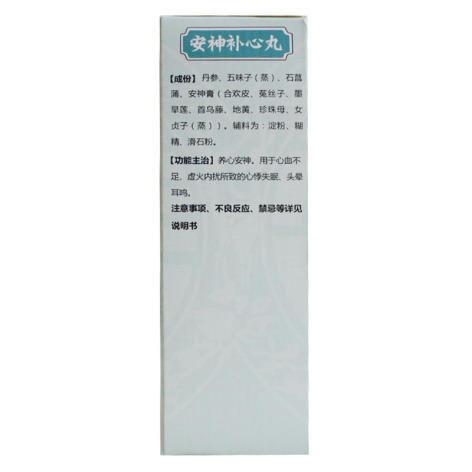 安神补心丸
【成份】丹参、五味子（蒸）、石菖
蒲、安神膏（合欢皮、菟丝子、墨
旱莲、首乌藤、地黄、珍珠母、女
贞子（蒸））。辅料为：淀粉、糊
精、滑石粉。
【功能主治】养心安神。用于心血不
足、虚火内扰所致的心悸失眠、头晕
耳鸣。
注意事项、不良反应、禁忌等详见
说明书